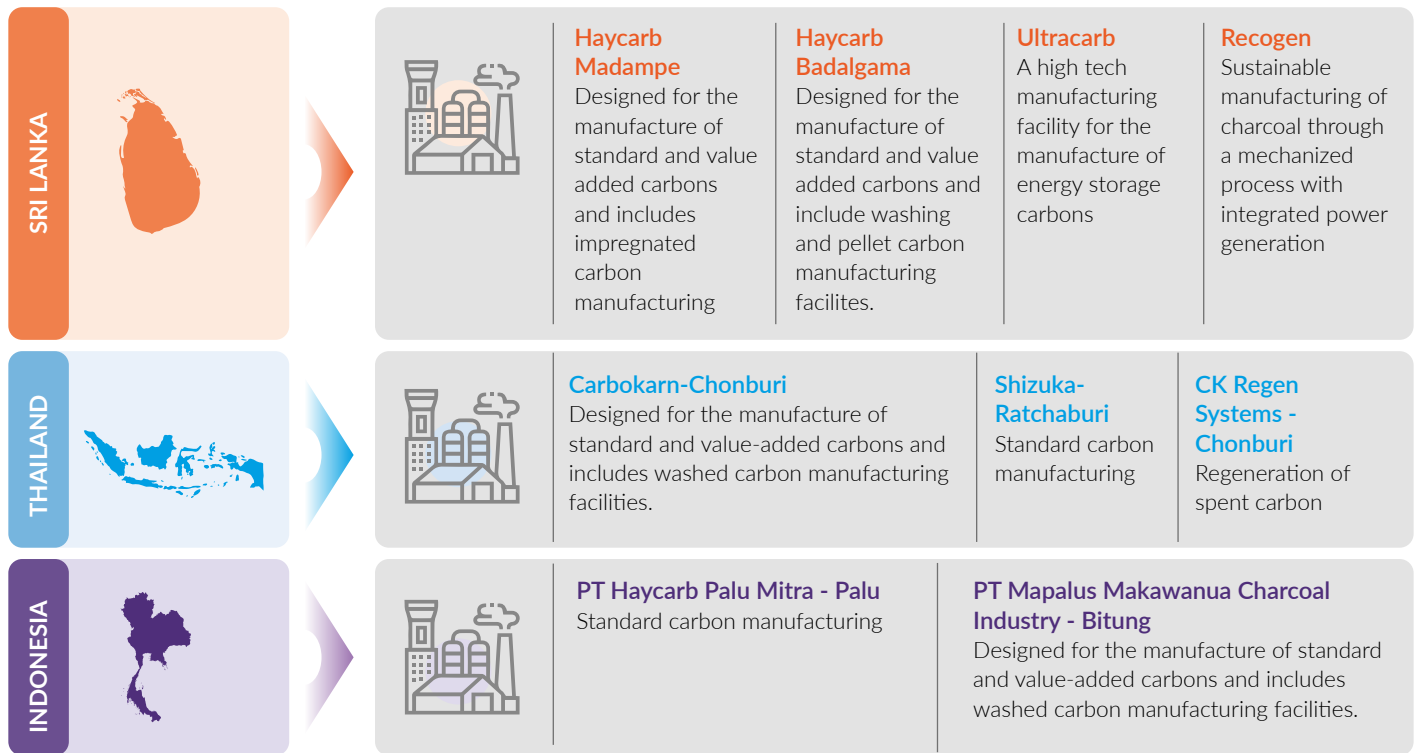 SRI LANKA
Haycarb
Madampe
Designed for the
manufacture of
standard and value
added carbons
and includes
impregnated
carbon
manufacturing
Haycarb
Badalgama
Designed for the
manufacture of
standard and value
added carbons and
include washing
and pellet carbon
manufacturing
facilites.
Ultracarb
A high tech
manufacturing
facility for the
manufacture of
energy storage
carbons
Recogen
Sustainable
manufacturing of
charcoal through
a mechanized
process with
integrated power
generation
THAILAND
Carbokarn-Chonburi
Designed for the manufacture of
standard and value-added carbons and
includes washed carbon manufacturing
facilities.
Shizuka-
Ratchaburi
Standard carbon
manufacturing
CK Regen
Systems -
Chonburi
Regeneration of
spent carbon
INDONESIA
PT Haycarb Palu Mitra - Palu
Standard carbon manufacturing
PT Mapalus Makawanua Charcoal
Industry - Bitung
Designed for the manufacture of standard
and value-added carbons and includes
washed carbon manufacturing facilities.